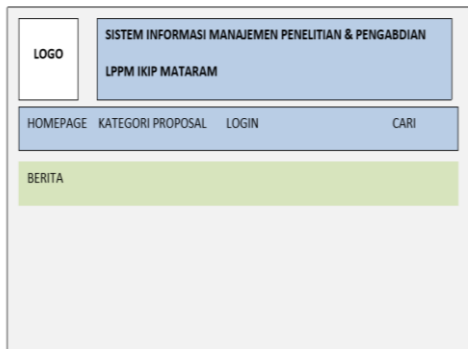 LOGO
SISTEM INFORMASI MANAJEMEN PENELITIAN & PENGABDIAN
LPPM IKIP MATARAM
HOMEPAGE KATEGORI PROPOSAL LOGIN CARI
BERITA